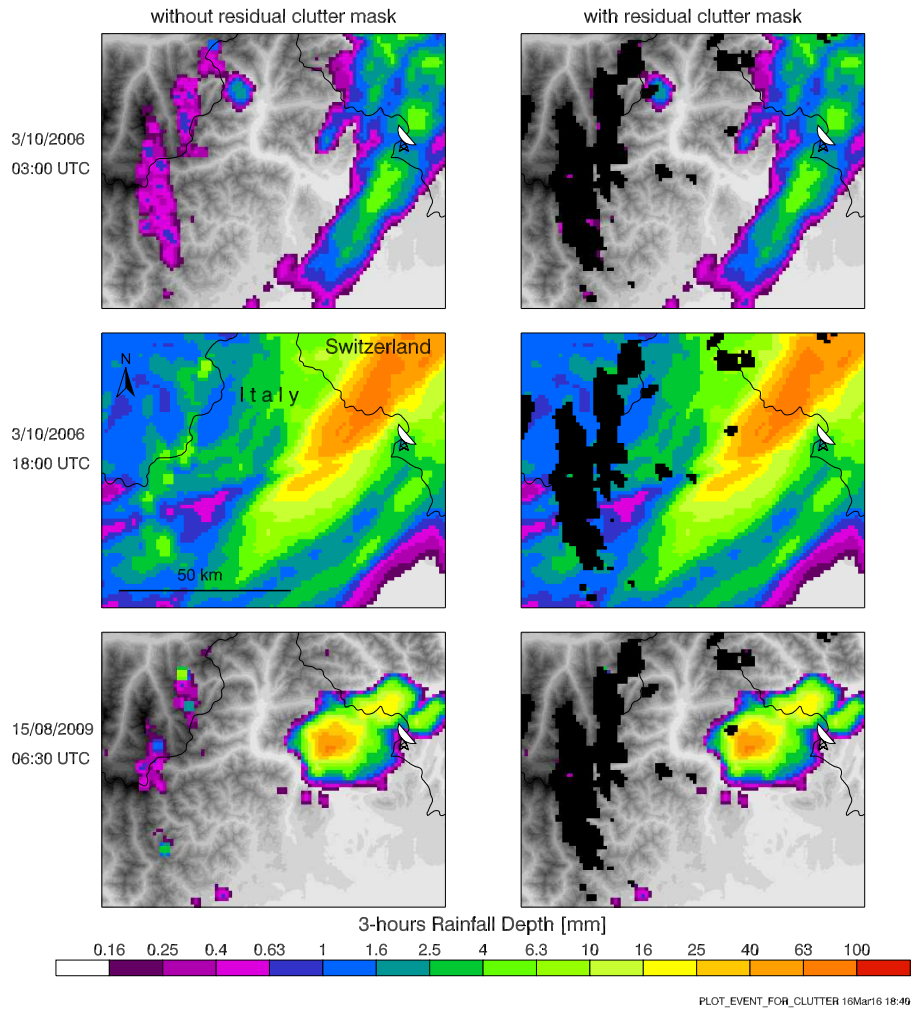 without residual clutter mask
with residual clutter mask
3/10/2006
03:00 UTC
N
Switzerland
Italy
3/10/2006
18:00 UTC
50 km
15/08/2009
06:30 UTC
3-hours Rainfall Depth [mm]
0.16 0.25 0.4 0.63 1 1.6 2.5 4 6.3 10 16 25 40 63 100
PLOT_EVENT_FOR_CLUTTER 16Mar16 18:49